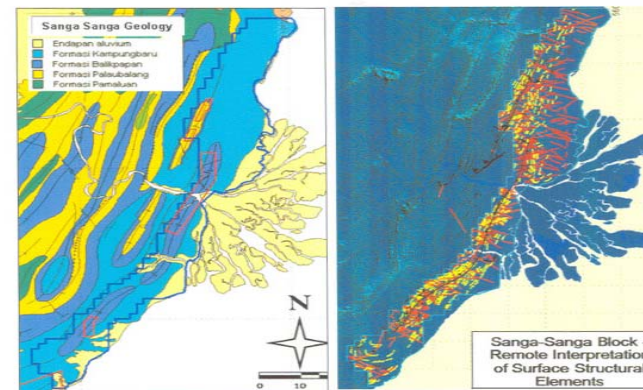 Sanga Sanga Geology
Endapan aluvium
Formasi Kampungbaru
Formasi Balikpapan
Formasi Palaubalang
Formasi Pamaluan
N
0 10
Sanga-Sanga Block
Remote Interpretation
of Surface Structural
Elements